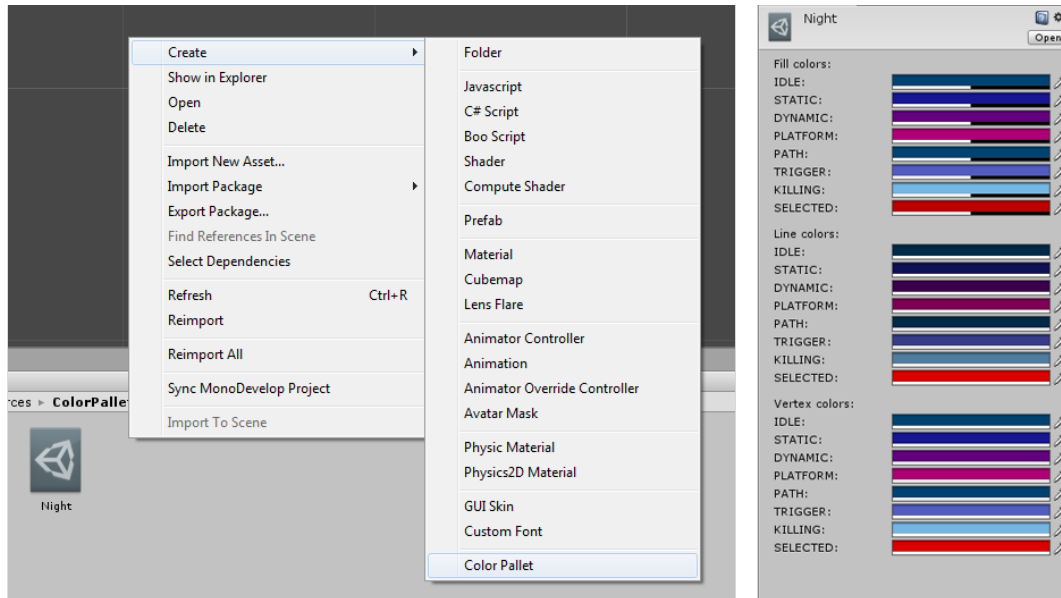 Create
Show in Explorer
Open
Delete
Import New Asset...
Import Package
Export Package...
Find References In Scene
Select Dependencies
Refresh Ctrl+R
Reimport
Reimport All
Sync MonoDevelop Project
Import To Scene
Folder
Javascript
C# Script
Boo Script
Shader
Compute Shader
Prefab
Material
Cubemap
Lens Flare
Animator Controller
Animation
Animator Override Controller
Avatar Mask
Physic Material
Physics2D Material
GUI Skin
Custom Font
Color Pallet
rces ▸ ColorPalle
Night
Night
Open
Fill colors:
IDLE:
STATIC:
DYNAMIC:
PLATFORM:
PATH:
TRIGGER:
KILLING:
SELECTED:
Line colors:
IDLE:
STATIC:
DYNAMIC:
PLATFORM:
PATH:
TRIGGER:
KILLING:
SELECTED:
Vertex colors:
IDLE:
STATIC:
DYNAMIC:
PLATFORM:
PATH:
TRIGGER:
KILLING:
SELECTED: